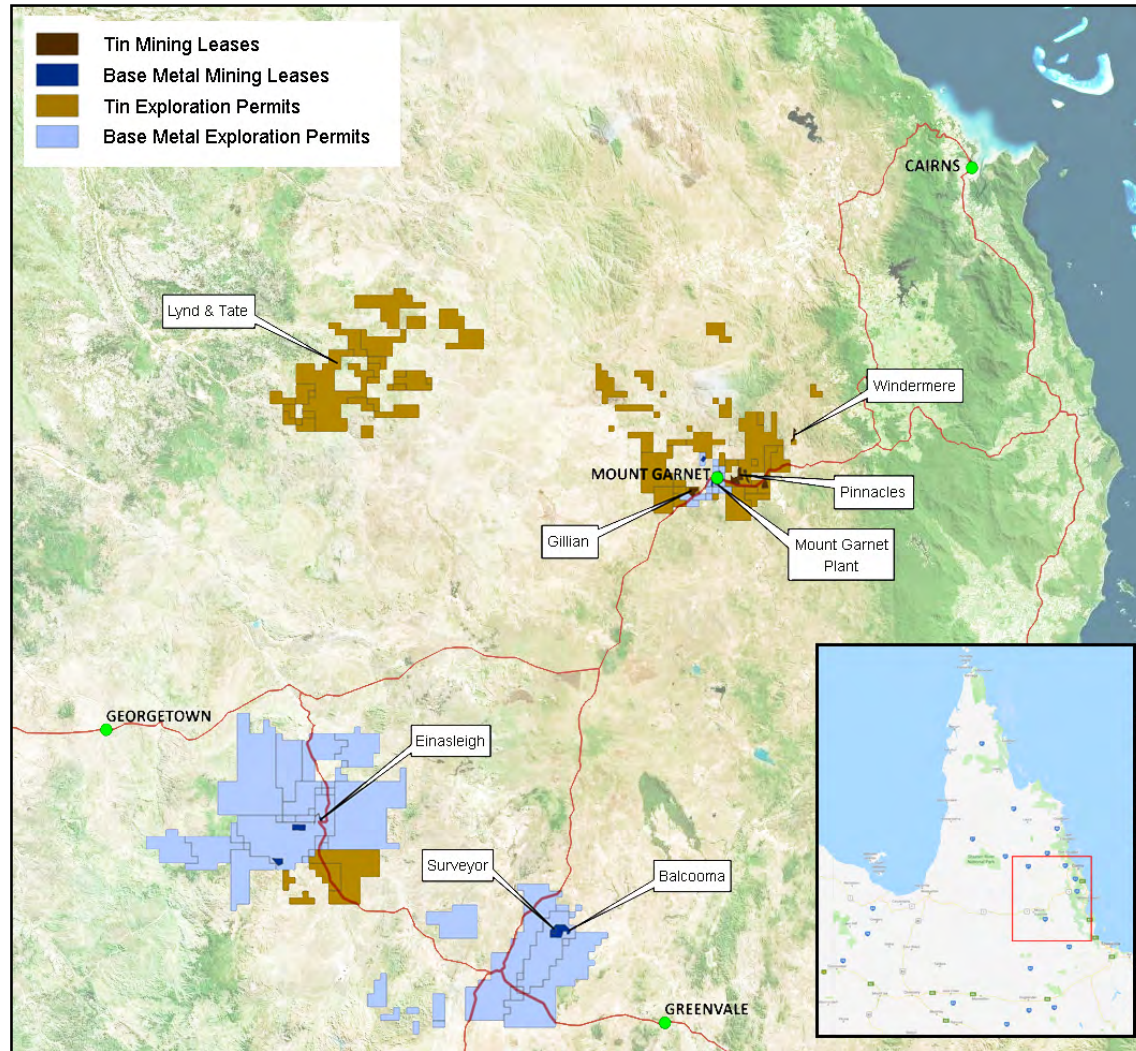 Tin Mining Leases
Base Metal Mining Leases
Tin Exploration Permits
Base Metal Exploration Permits
CAIRNS
Lynd & Tate
Windermere
MOUNT GARNET
Pinnacles
Gillian
Mount Garnet
Plant
GEORGETOWN
Einasleigh
Surveyor
Balcooma
GREENVALE